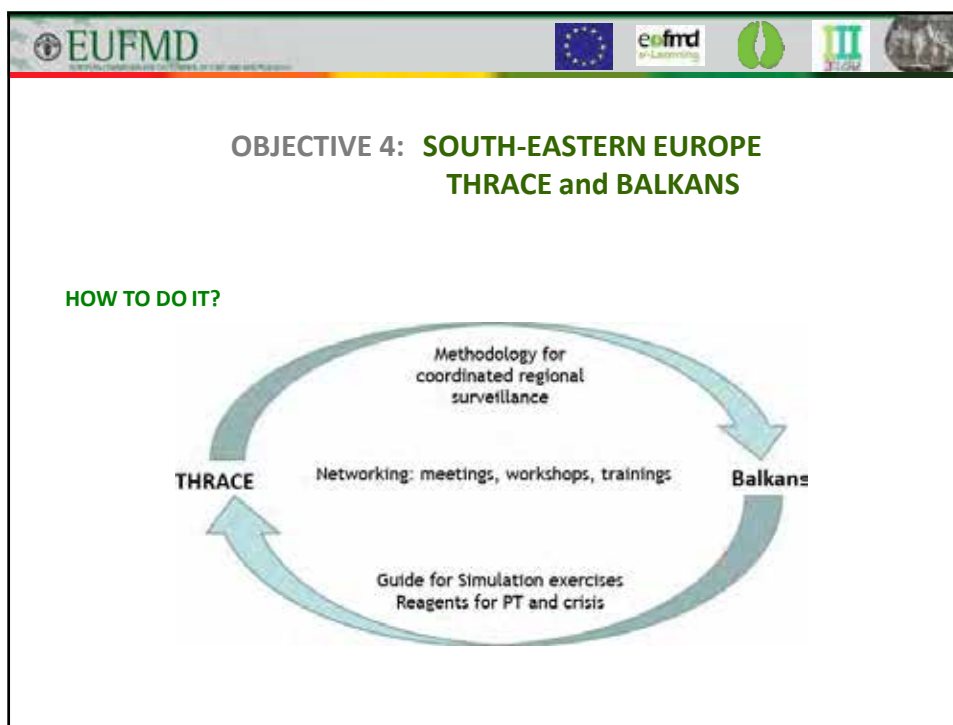 EUFMD
eofmd
e-Learning
OBJECTIVE 4: SOUTH-EASTERN EUROPE
THRACE and BALKANS
HOW TO DO IT?
Methodology for
coordinated regional
surveillance
THRACE
Networking: meetings, workshops, trainings
Balkans
Guide for Simulation exercises
Reagents for PT and crisis